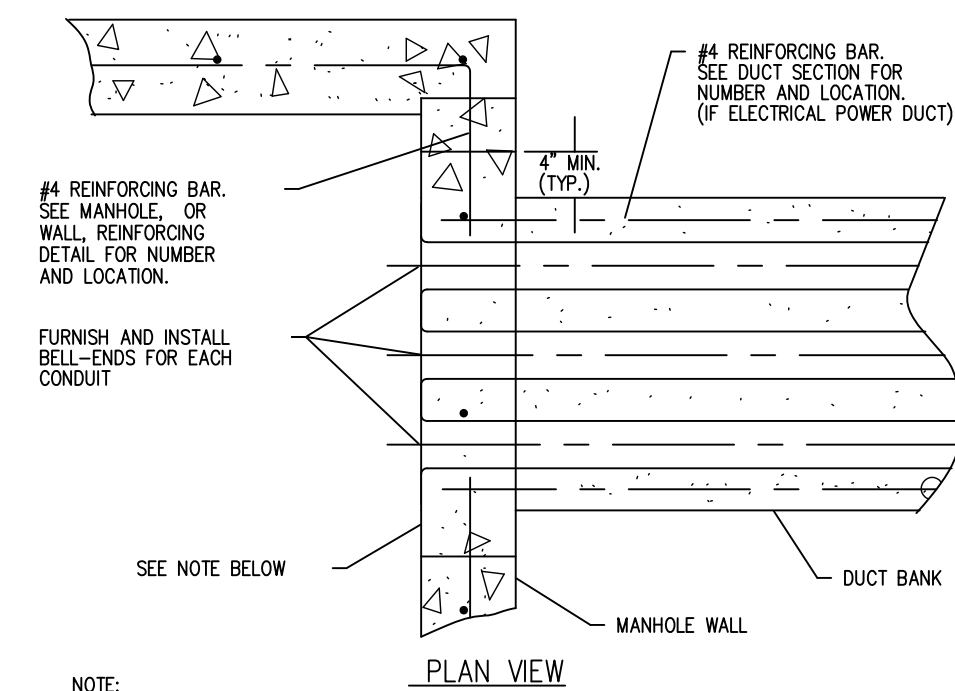 #4 REINFORCING BAR.
SEE DUCT SECTION FOR
NUMBER AND LOCATION.
(IF ELECTRICAL POWER DUCT)
4" MIN.
(TYP.)
#4 REINFORCING BAR.
SEE MANHOLE, OR
WALL, REINFORCING
DETAIL FOR NUMBER
AND LOCATION.
FURNISH AND INSTALL
BELL-ENDS FOR EACH
CONDUIT
SEE NOTE BELOW
DUCT BANK
MANHOLE WALL
PLAN VIEW
NOTE: